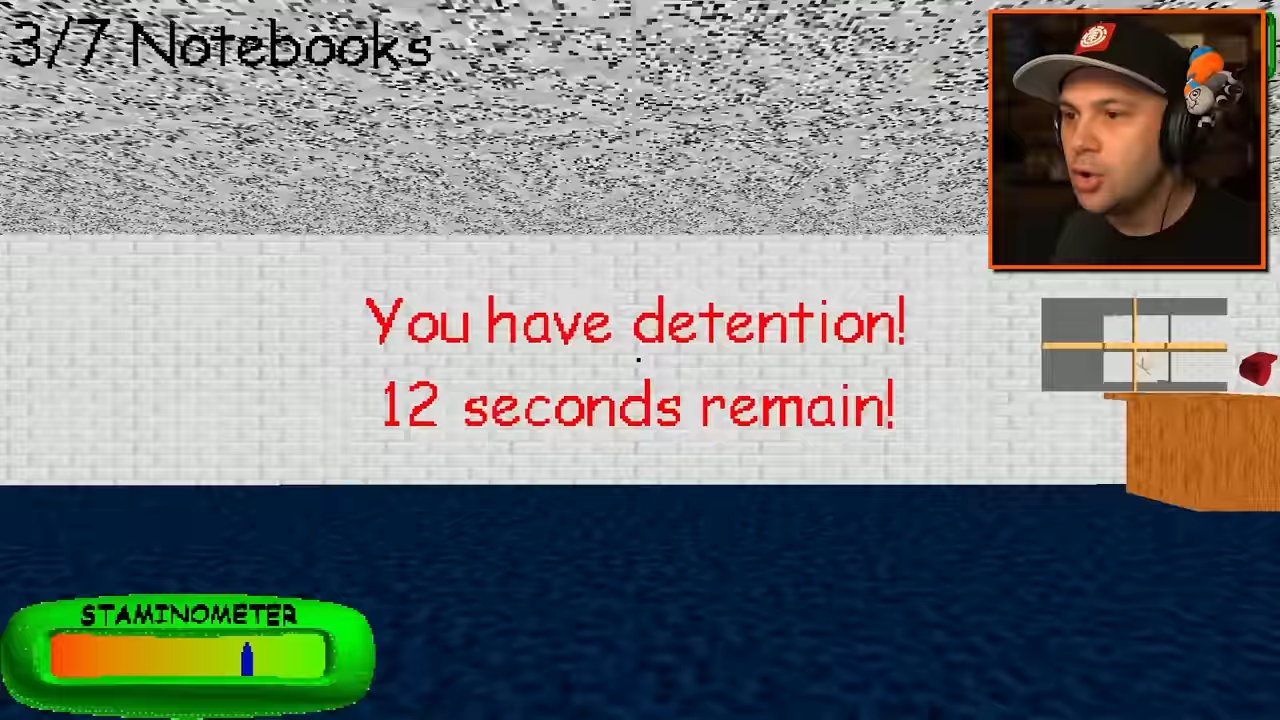 3/7 Notebooks
You have detention!
12 seconds remain!
STAMINOMETER